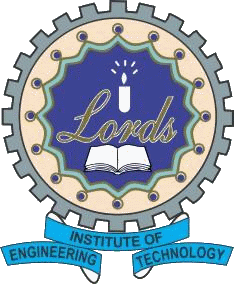 Lords
INSTITUTE OF
ENGINEERING TECHNOLOGY